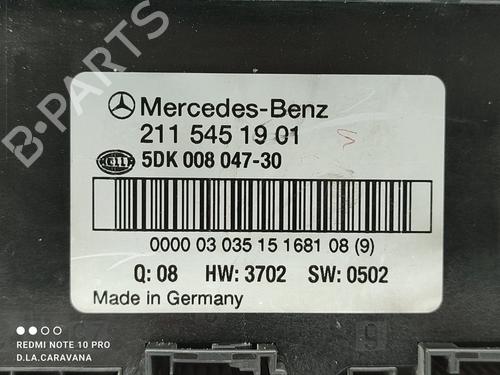 B-PARTS
Mercedes-Benz
211 545 19 01
HELLA
5DK 008 047-30
0000 03 035 15 1681 08 (9)
Q: 08 HW: 3702 SW: 0502
Made in Germany
REDMI NOTE 10 PRO
D.LA.CARAVANA